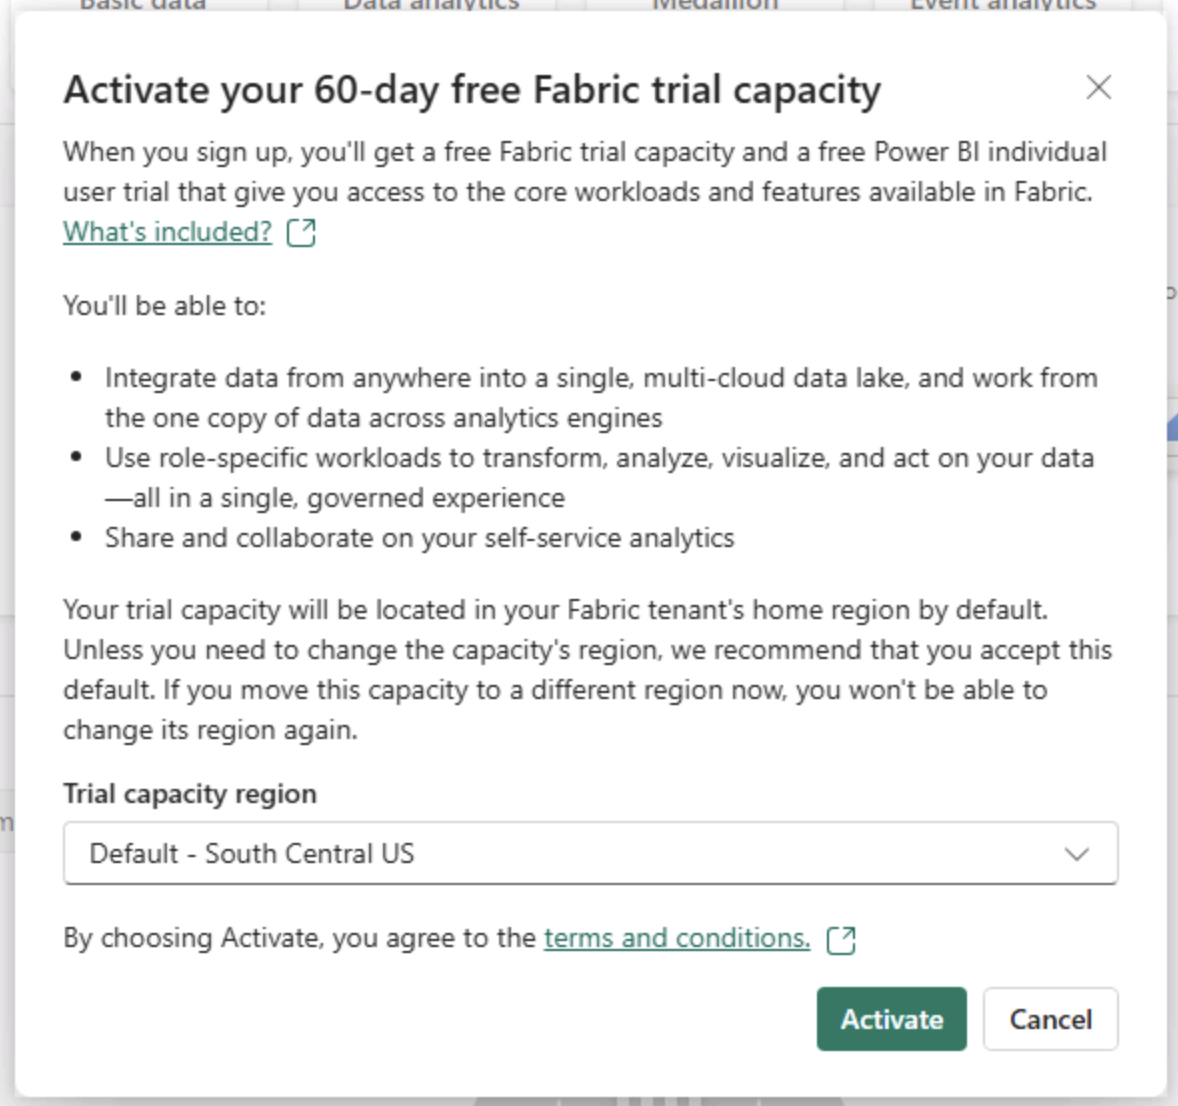 Basic data Data analytics Medallion Event analytics
Activate your 60-day free Fabric trial capacity
When you sign up, you'll get a free Fabric trial capacity and a free Power BI individual
user trial that give you access to the core workloads and features available in Fabric.
What's included?
You'll be able to:
• Integrate data from anywhere into a single, multi-cloud data lake, and work from
the one copy of data across analytics engines
• Use role-specific workloads to transform, analyze, visualize, and act on your data
—all in a single, governed experience
• Share and collaborate on your self-service analytics
Your trial capacity will be located in your Fabric tenant's home region by default.
Unless you need to change the capacity's region, we recommend that you accept this
default. If you move this capacity to a different region now, you won't be able to
change its region again.
Trial capacity region
Default - South Central US
By choosing Activate, you agree to the terms and conditions.
Activate Cancel